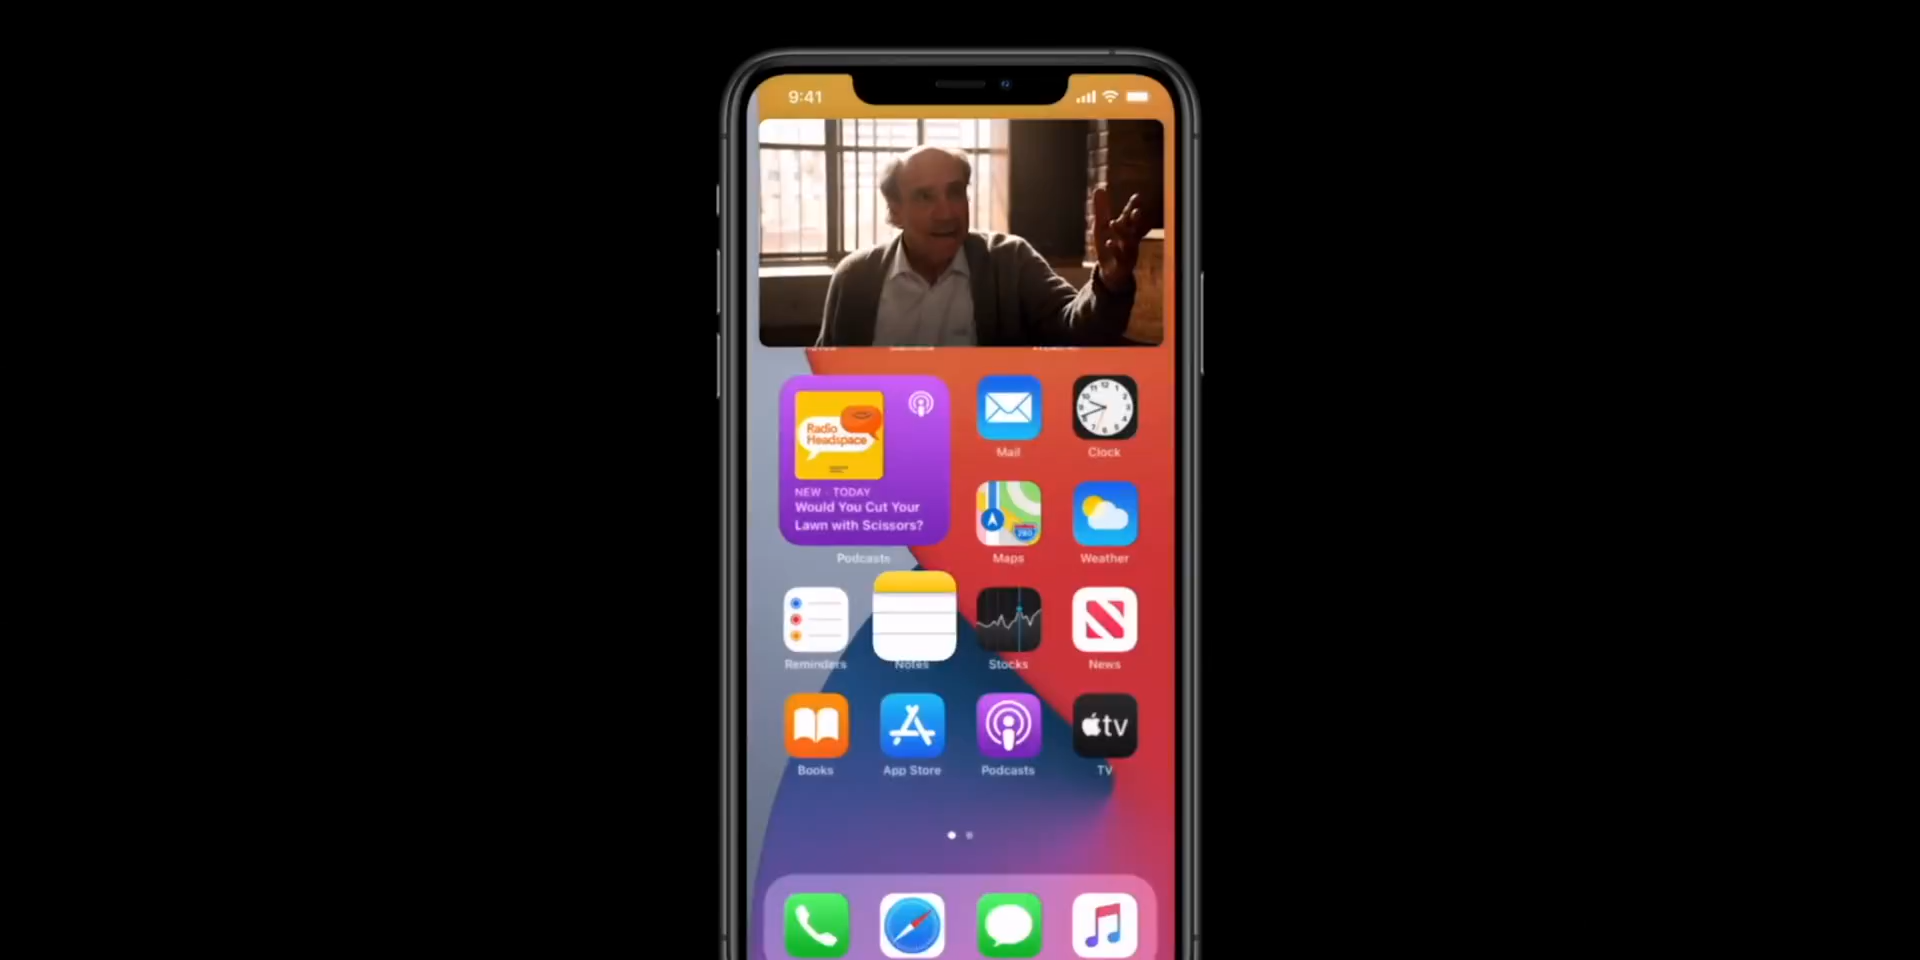 9:41
Radio
Headspace
NEW · TODAY
Would You Cut Your
Lawn with Scissors?
Podcasts
Mail
Clock
280
Maps
Weather
Reminders
Notes
Stocks
News
tv
Books
App Store
Podcasts
TV